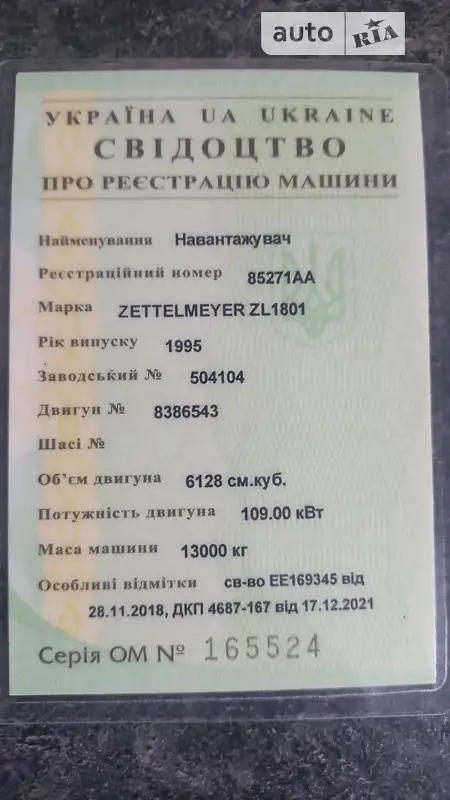 auto RIA
УКРАЇНА UA UKRAINE
СВІДОЦТВО
ПРО РЕЄСТРАЦІЮ МАШИНИ
Найменування Навантажувач
Реєстраційний номер 85271АА
Марка ZETTELMEYER ZL1801
Рік випуску 1995
Заводський № 504104
Двигун № 8386543
Шасі №
Об'єм двигуна 6128 см.куб.
Потужність двигуна 109.00 кВт
Маса машини 13000 кг
Особливі відмітки св-во ЕЕ169345 від
28.11.2018, ДКП 4687-167 від 17.12.2021
Серія ОМ № 165524